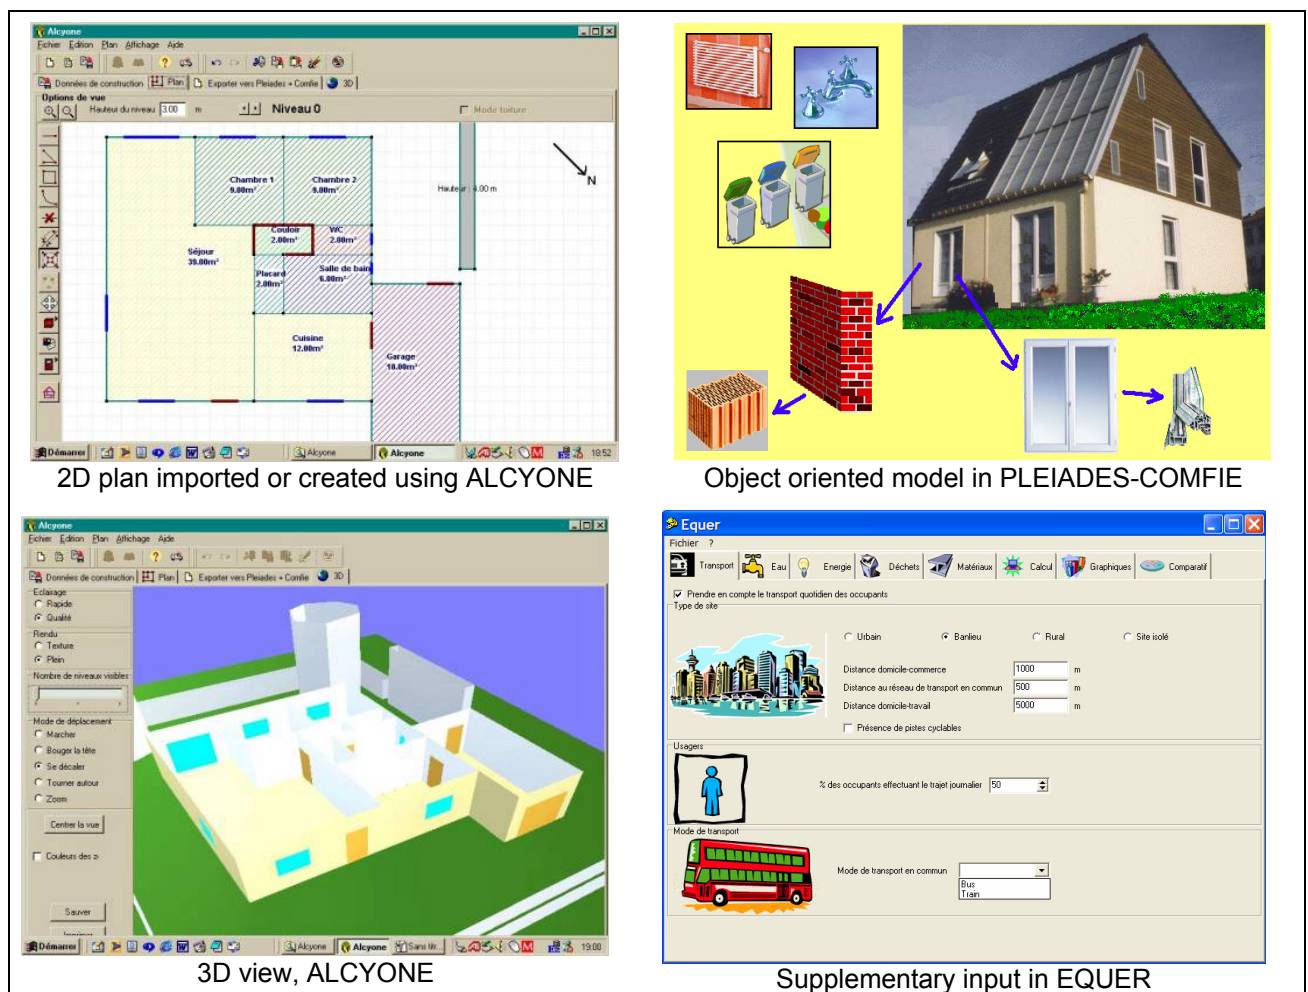 Alcyone
Fichier Edition Plan Affichage Aide
Données de construction Plan Exporter vers Pleiades + Comfie 3D
Options de vue
Hauteur du niveau 3.00 m Niveau 0 Mode toiture
N
Chambre 1
9.00m²
Chambre 2
9.00m²
Hauteur : 4.00 m
Couloir
2.00m²
WC
2.00m²
Séjour
39.00m²
Placard
2.00m²
Salle de bain
6.00m²
Cuisine
12.00m²
Garage
18.00m²
Démarrer Alcyone Alcyone 18:52
2D plan imported or created using ALCYONE
Object oriented model in PLEIADES-COMFIE
Alcyone
Fichier Edition Plan Affichage Aide
Données de construction Plan Exporter vers Pleiades + Comfie 3D
Eclairage
Rapide
Qualité
Rendu
Texture
Plein
Nombre de niveaux visibles
Mode de déplacement
Marcher
Bouger la tête
Se décaler
Tourner autour
Zoom
Centrer la vue
Couleurs des
Sauver
Démarrer Alcyone Alcyone Sans titr... 19:00
3D view, ALCYONE
Equer
Fichier ?
Transport Eau Energie Déchets Matériaux Calcul Graphiques Comparatif
Prendre en compte le transport quotidien des occupants
Type de site
Urbain Banlieu Rural Site isolé
Distance domicile-commerce 1000 m
Distance au réseau de transport en commun 500 m
Distance domicile-travail 5000 m
Présence de pistes cyclables
Usagers
% des occupants effectuant le trajet journalier 50
Mode de transport
Mode de transport en commun
Bus
Train
Supplementary input in EQUER